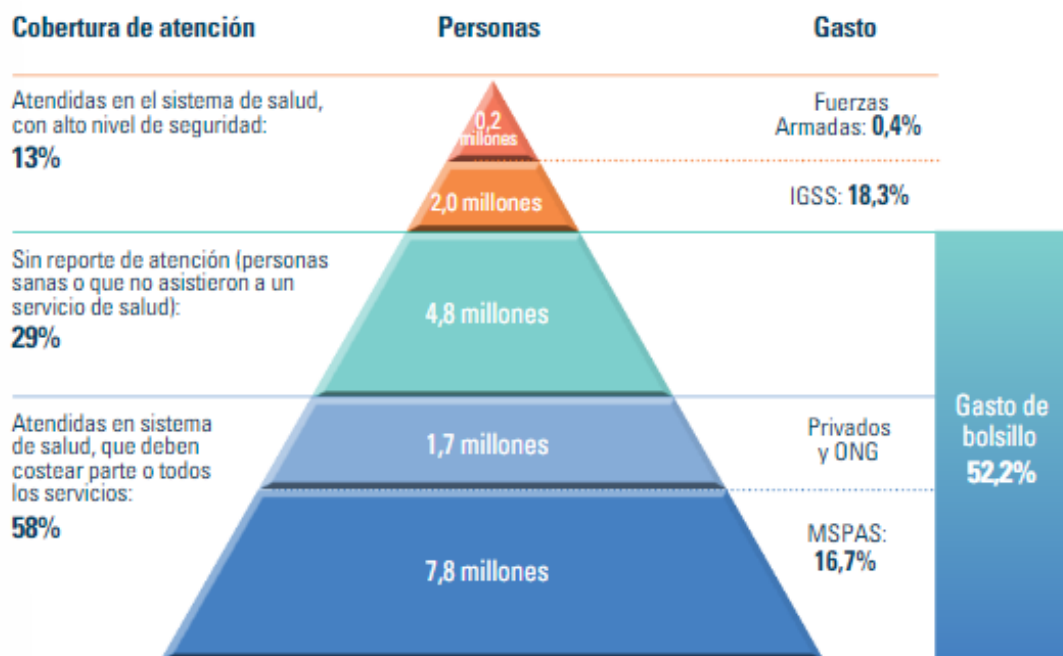 Cobertura de atención
Personas
Gasto
Atendidas en el sistema de salud,
con alto nivel de seguridad:
13%
0,2
millones
Fuerzas
Armadas: 0,4%
2,0 millones
IGSS: 18,3%
Sin reporte de atención (personas
sanas o que no asistieron a un
servicio de salud):
29%
4,8 millones
Atendidas en sistema
de salud, que deben
costear parte o todos
los servicios:
58%
1,7 millones
Privados
y ONG
7,8 millones
MSPAS:
16,7%
Gasto de
bolsillo
52,2%